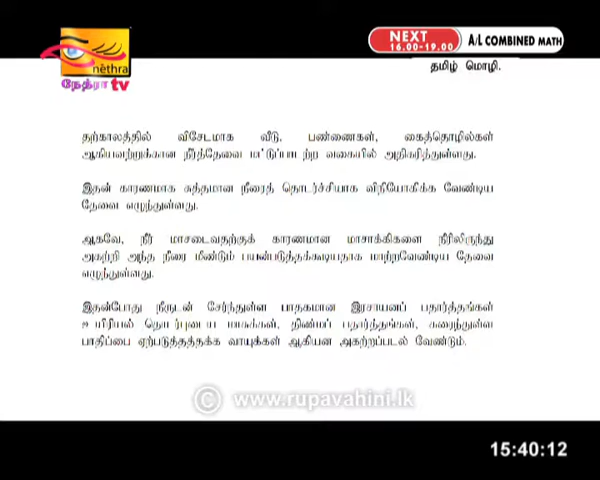 NEXT
16.00-19.00
A/L COMBINED MATH
nethra
நேத்ரா tv
தமிழ் மொழி.
தற்காலத்தில் விசேடமாக வீடு, பண்ணைகள், கைத்தொழில்கள்
ஆகியவற்றுக்கான நீர்த்தேவை மட்டுப்பாடற்ற வகையில் அதிகரித்துள்ளது.
இதன் காரணமாக சுத்தமான நீரைத் தொடர்ச்சியாக விநியோகிக்க வேண்டிய
தேவை எழுந்துள்ளது.
ஆகவே, நீர் மாசடைவதற்குக் காரணமான மாசாக்கிகளை நீரிலிருந்து
அகற்றி அந்த நீரை மீண்டும் பயன்படுத்தக்கூடியதாக மாற்றவேண்டிய தேவை
எழுந்துள்ளது.
இதன்போது நீருடன் சேர்ந்துள்ள பாதகமான இரசாயனப் பதார்த்தங்கள்
உயிரியல் தொடர்புடைய மாசுக்கள், திண்மப் பதார்த்தங்கள், கரைந்துள்ள
பாதிப்பை ஏற்படுத்தத்தக்க வாயுக்கள் ஆகியன அகற்றப்படல் வேண்டும்.
© www.rupavahini.lk
15:40:12